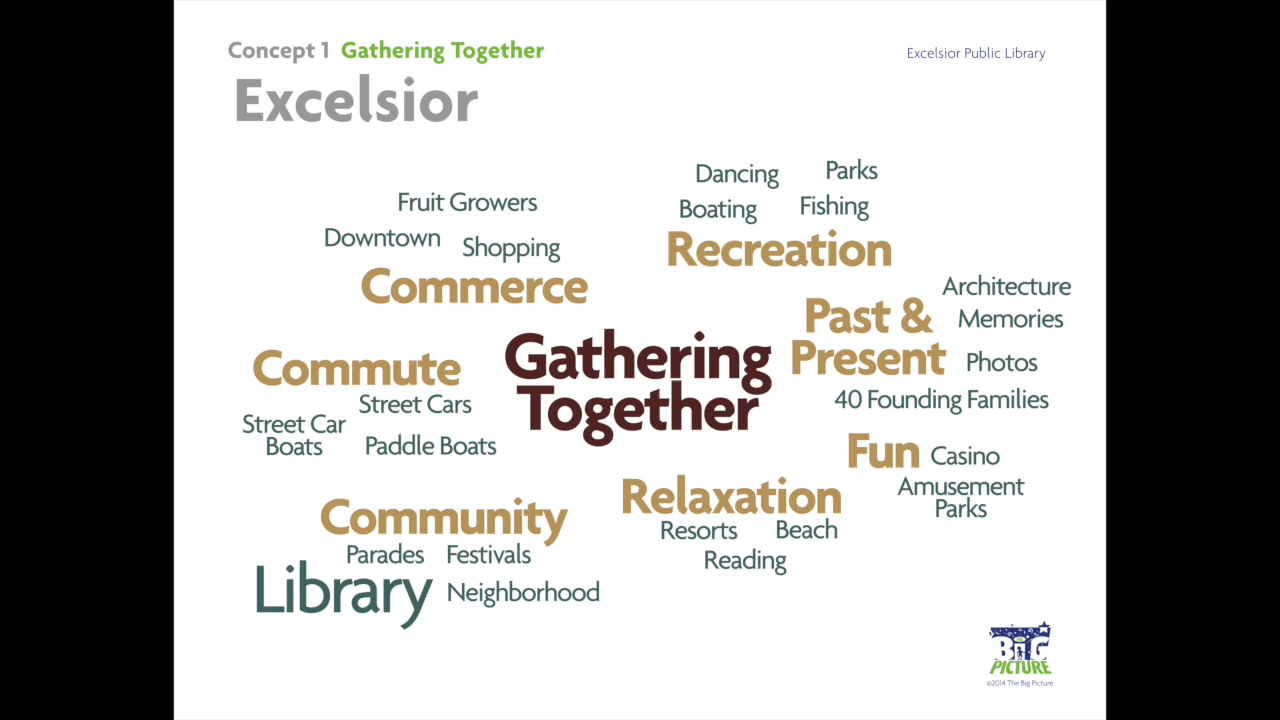 Concept 1 Gathering Together
Excelsior Public Library
Excelsior
Dancing Parks
Boating Fishing
Recreation
Fruit Growers
Downtown Shopping
Commerce
Architecture
Past & Memories
Present Photos
40 Founding Families
Gathering
Together
Commute
Street Cars
Street Car
Boats
Paddle Boats
Fun Casino
Amusement
Parks
Relaxation
Resorts Beach
Reading
Community
Parades Festivals
Library Neighborhood
BIG
PICTURE
©2014 The Big Picture